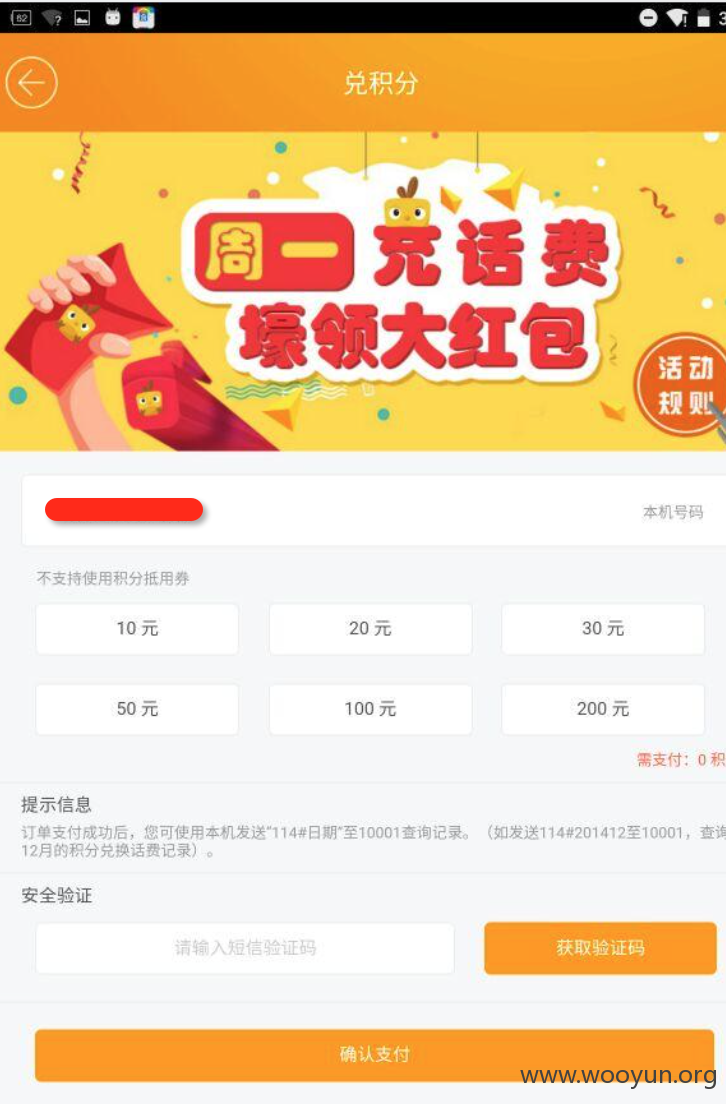 62
兑积分
周一充话费
壕领大红包
活动
规则
本机号码
不支持使用积分抵用券
10 元
20 元
30 元
50 元
100 元
200 元
需支付：0 积
提示信息
订单支付成功后，您可使用本机发送“114#日期”至10001查询记录。（如发送114#201412至10001，查询
12月的积分兑换话费记录）。
安全验证
请输入短信验证码
获取验证码
确认支付
www.wooyun.org